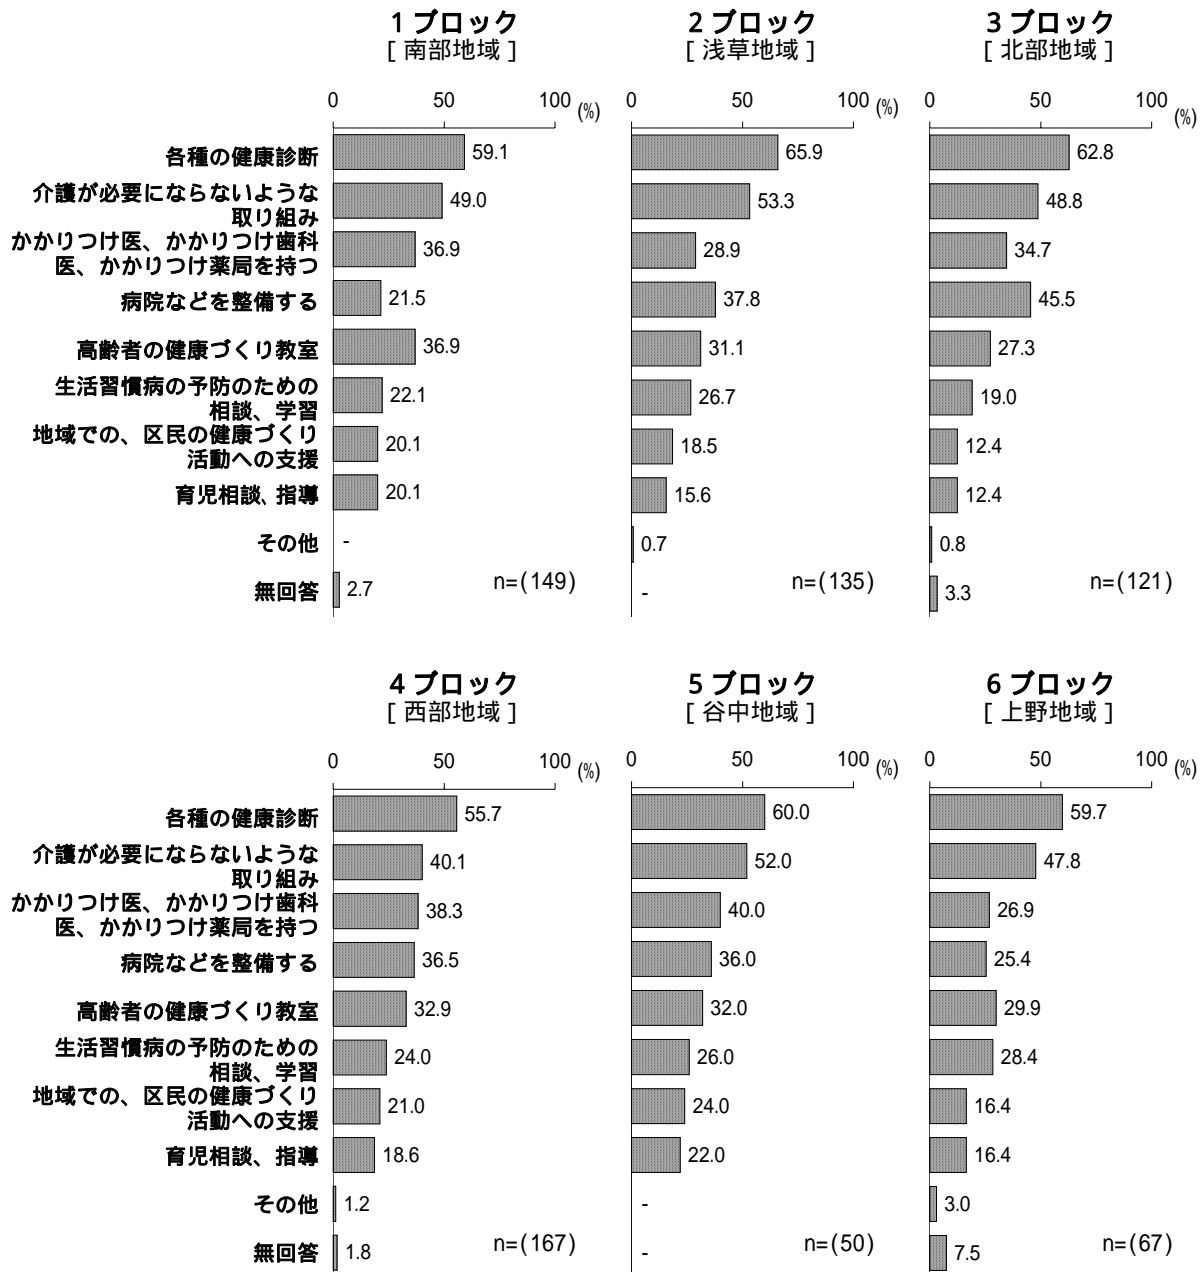 1 ブロック 2 ブロック 3 ブロック
[ 南部地域 ] [ 浅草地域 ] [ 北部地域 ]
0 50 100 (%) 0 50 100 (%) 0 50 100 (%)
各種の健康診断 59.1 65.9 62.8
介護が必要にならないような
取り組み 49.0 53.3 48.8
かかりつけ医、かかりつけ歯科
医、かかりつけ薬局を持つ 36.9 28.9 34.7
病院などを整備する 21.5 37.8 45.5
高齢者の健康づくり教室 36.9 31.1 27.3
生活習慣病の予防のための
相談、学習 22.1 26.7 19.0
地域での、区民の健康づくり
活動への支援 20.1 18.5 12.4
育児相談、指導 20.1 15.6 12.4
その他 - 0.7 0.8
無回答 2.7 n=(149) - n=(135) 3.3 n=(121)
4 ブロック 5 ブロック 6 ブロック
[ 西部地域 ] [ 谷中地域 ] [ 上野地域 ]
0 50 100 (%) 0 50 100 (%) 0 50 100 (%)
各種の健康診断 55.7 60.0 59.7
介護が必要にならないような
取り組み 40.1 52.0 47.8
かかりつけ医、かかりつけ歯科
医、かかりつけ薬局を持つ 38.3 40.0 26.9
病院などを整備する 36.5 36.0 25.4
高齢者の健康づくり教室 32.9 32.0 29.9
生活習慣病の予防のための
相談、学習 24.0 26.0 28.4
地域での、区民の健康づくり
活動への支援 21.0 24.0 16.4
育児相談、指導 18.6 22.0 16.4
その他 1.2 - 3.0
無回答 1.8 n=(167) - n=(50) 7.5 n=(67)